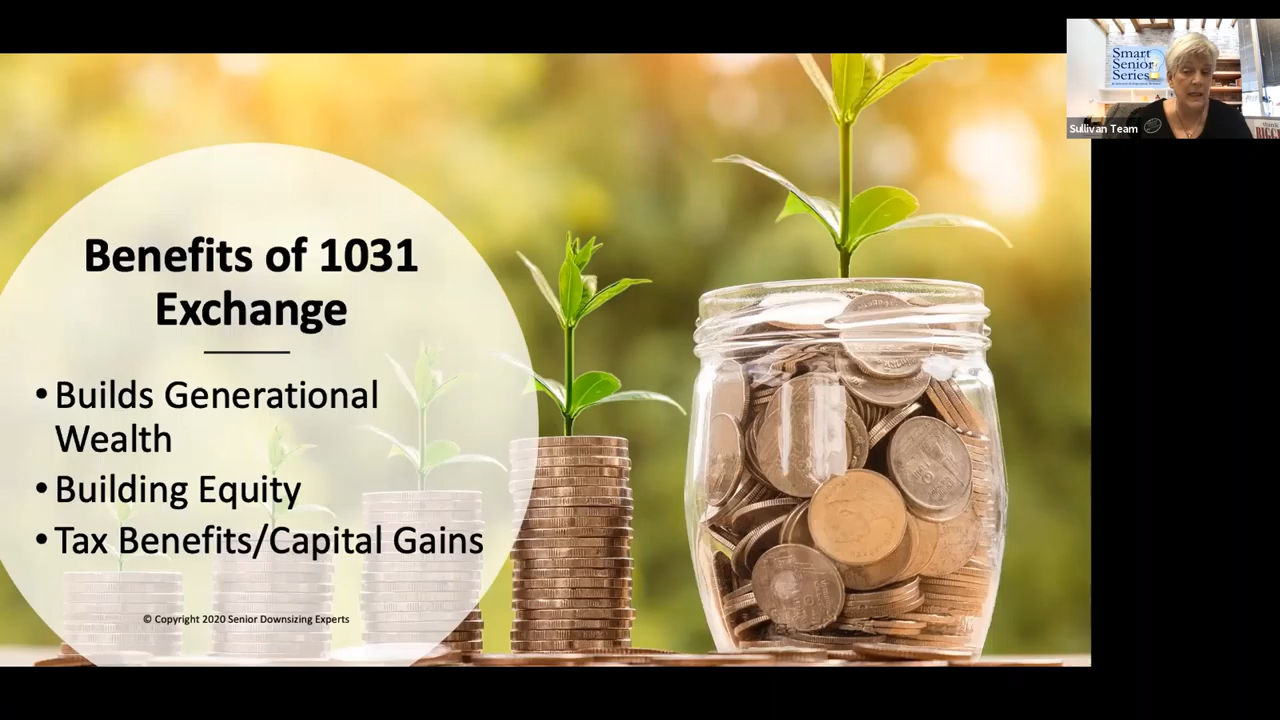 Benefits of 1031
Exchange
• Builds Generational
Wealth
• Building Equity
• Tax Benefits/Capital Gains
© Copyright 2020 Senior Downsizing Experts
Smart
Senior
Series
Sullivan Team
think